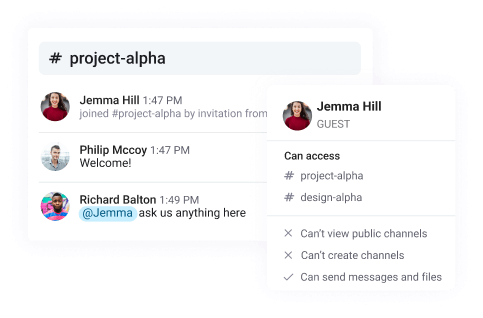 # project-alpha
Jemma Hill 1:47 PM
joined #project-alpha by invitation from
Philip Mccoy 1:47 PM
Welcome!
Richard Balton 1:49 PM
@Jemma ask us anything here
Jemma Hill
GUEST
Can access
# project-alpha
# design-alpha
Can't view public channels
Can't create channels
Can send messages and files